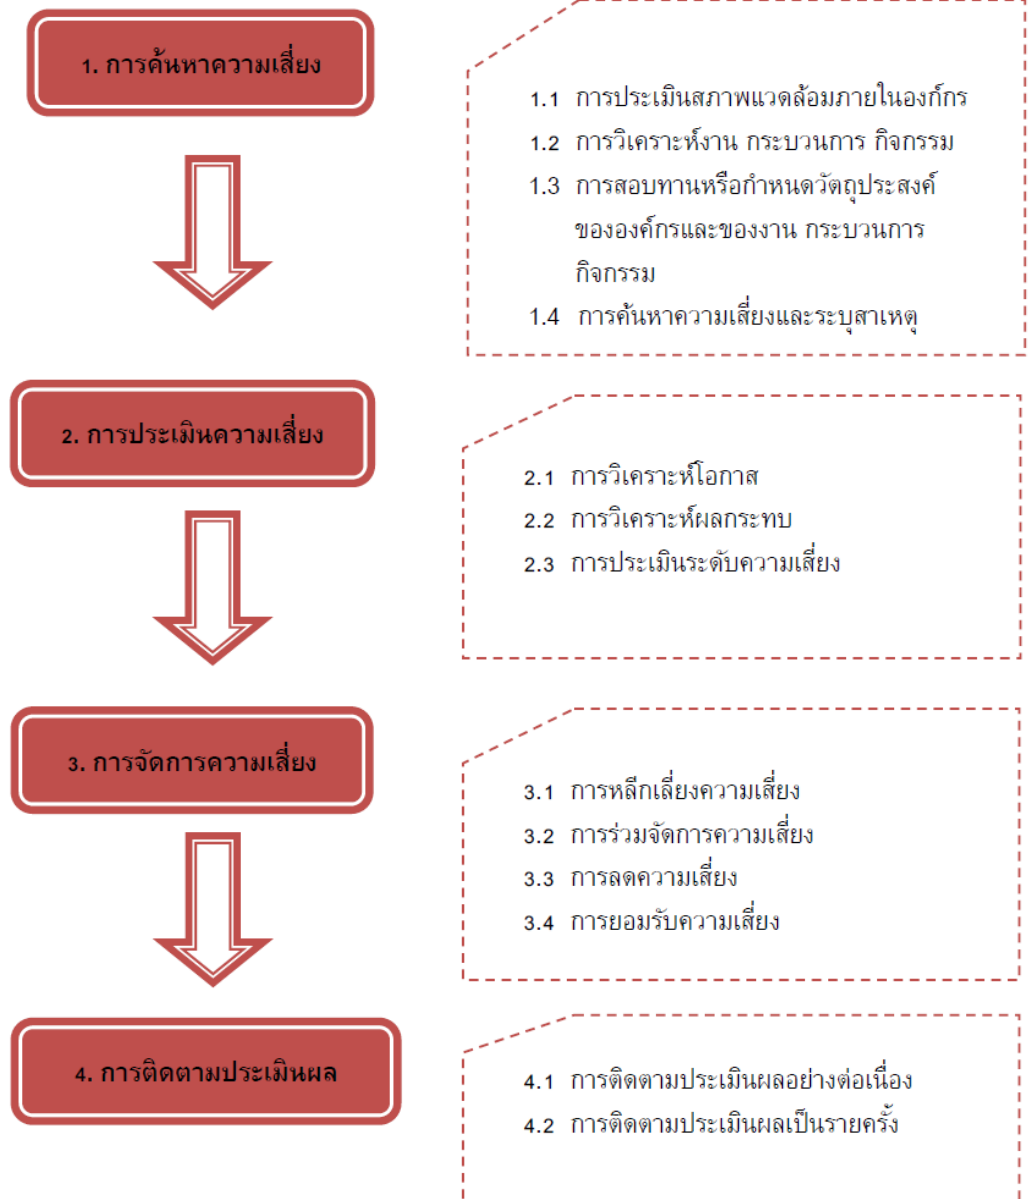 1. การค้นหาความเสี่ยง
1.1 การประเมินสภาพแวดล้อมภายในองค์กร
1.2 การวิเคราะห์งาน กระบวนการ กิจกรรม
1.3 การสอบทานหรือกำหนดวัตถุประสงค์
ขององค์กรและของงาน กระบวนการ
กิจกรรม
1.4 การค้นหาความเสี่ยงและระบุสาเหตุ
2. การประเมินความเสี่ยง
2.1 การวิเคราะห์โอกาส
2.2 การวิเคราะห์ผลกระทบ
2.3 การประเมินระดับความเสี่ยง
3. การจัดการความเสี่ยง
3.1 การหลีกเลี่ยงความเสี่ยง
3.2 การร่วมจัดการความเสี่ยง
3.3 การลดความเสี่ยง
3.4 การยอมรับความเสี่ยง
4. การติดตามประเมินผล
4.1 การติดตามประเมินผลอย่างต่อเนื่อง
4.2 การติดตามประเมินผลเป็นรายครั้ง